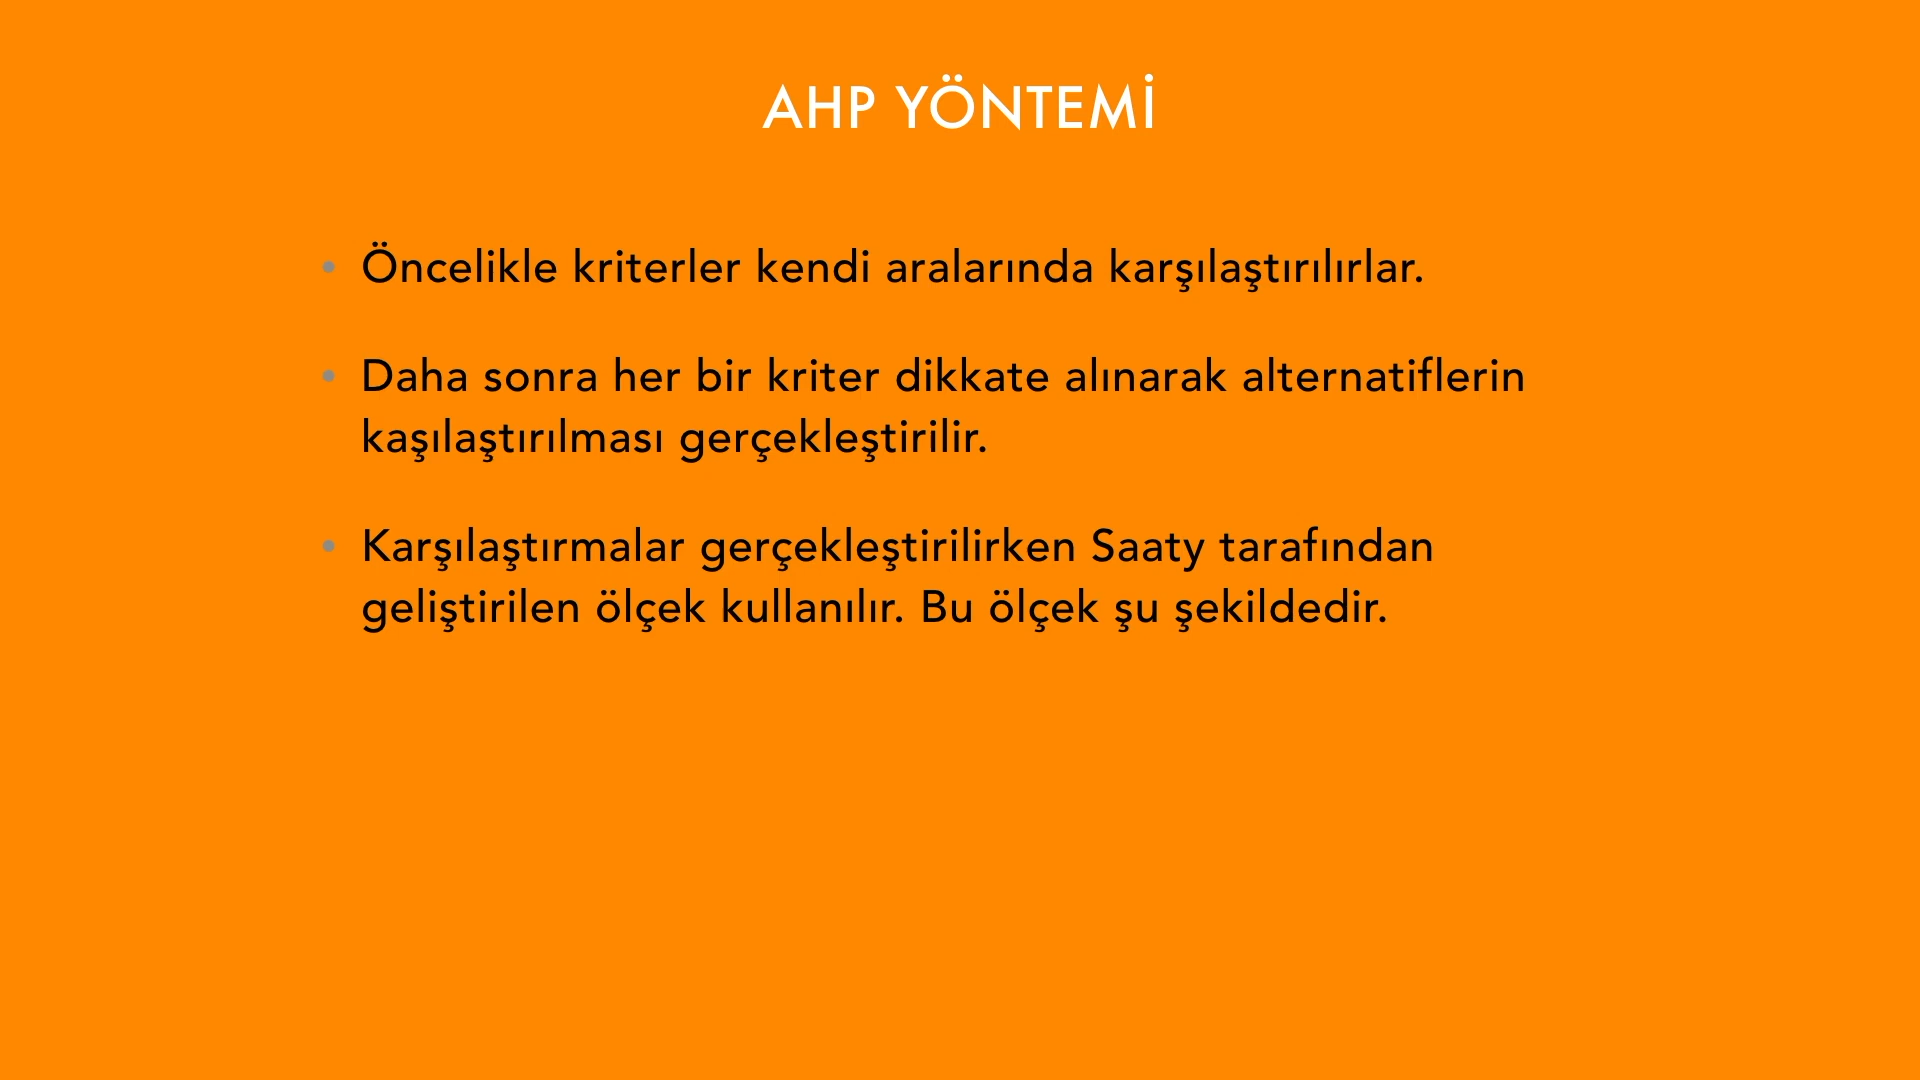 AHP YÖNTEMİ
• Öncelikle kriterler kendi aralarında karşılaştırılırlar.
• Daha sonra her bir kriter dikkate alınarak alternatiflerin
kaşılaştırılması gerçekleştirilir.
• Karşılaştırmalar gerçekleştirilirken Saaty tarafından
geliştirilen ölçek kullanılır. Bu ölçek şu şekildedir.